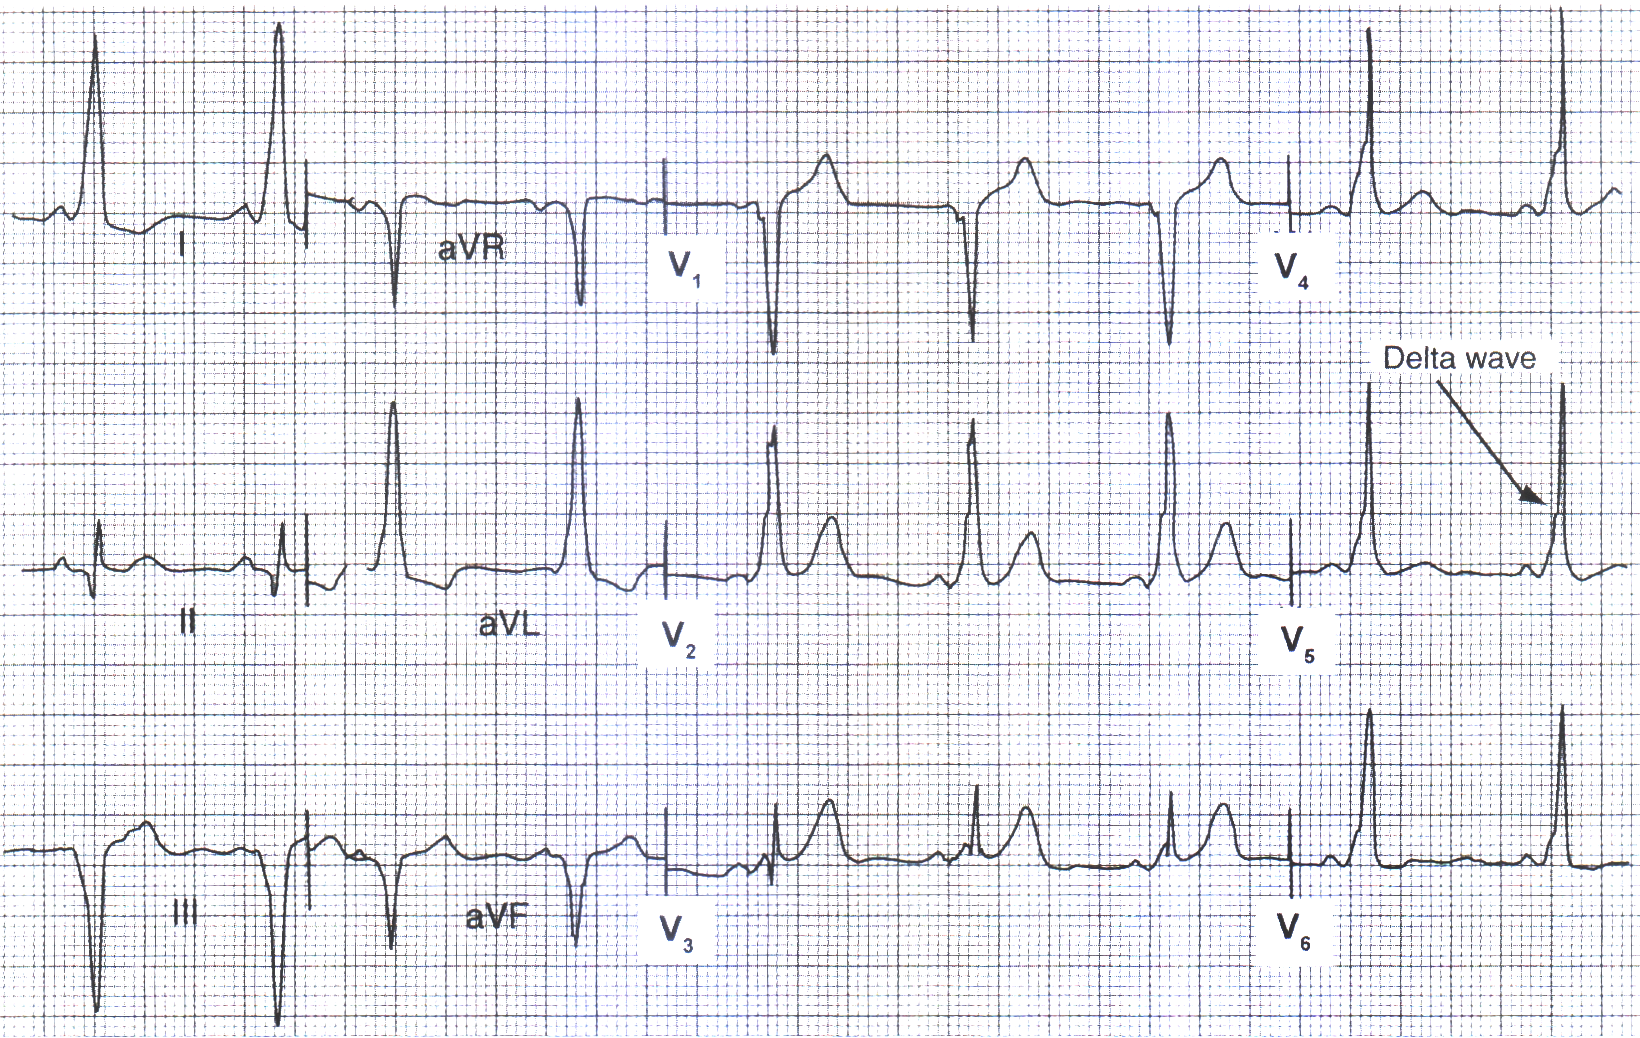 I
aVR
V₁
V₄
Delta wave
II
aVL
V₂
V₅
III
aVF
V₃
V₆